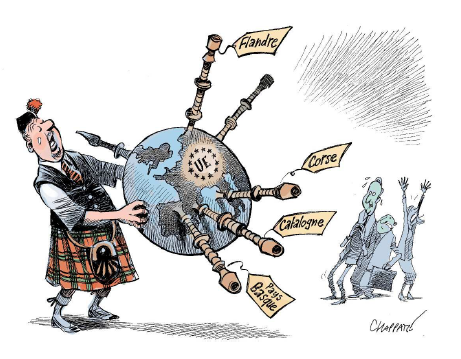 Flandre
UE
Corse
Catalogne
Pays
Basque
CHAPPATTE